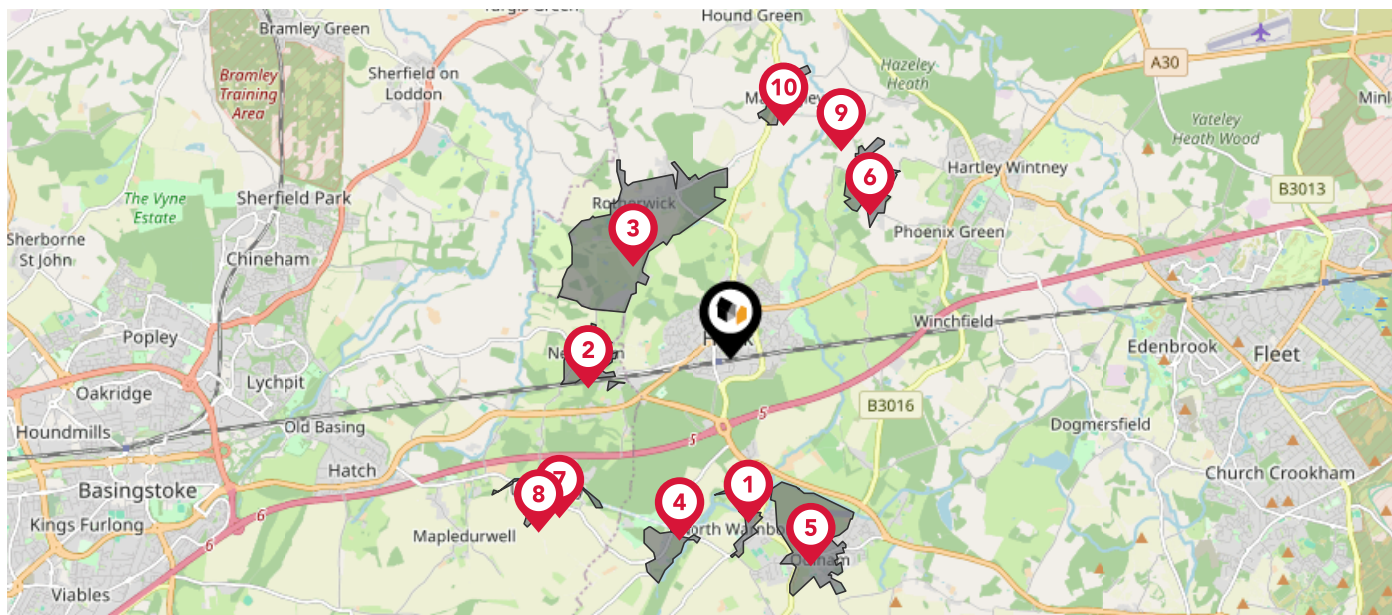 Hound Green
Bramley Green
Bramley
Training
Area
Sherfield on
Loddon
Hazeley
Heath
A30
10
9
Yateley
Heath Wood
Hartley Wintney
B3013
6
The Vyne
Estate
Sherfield Park
Rotherwick
3
Phoenix Green
Sherborne
St John
Chineham
Winchfield
Popley
2
Edenbrook
Fleet
Oakridge
Lychpit
B3016
5
Houndmills
Old Basing
5
Dogmersfield
Hatch
7
Church Crookham
Basingstoke
8
4
1
6
Kings Furlong
Mapledurwell
5
6
Viables